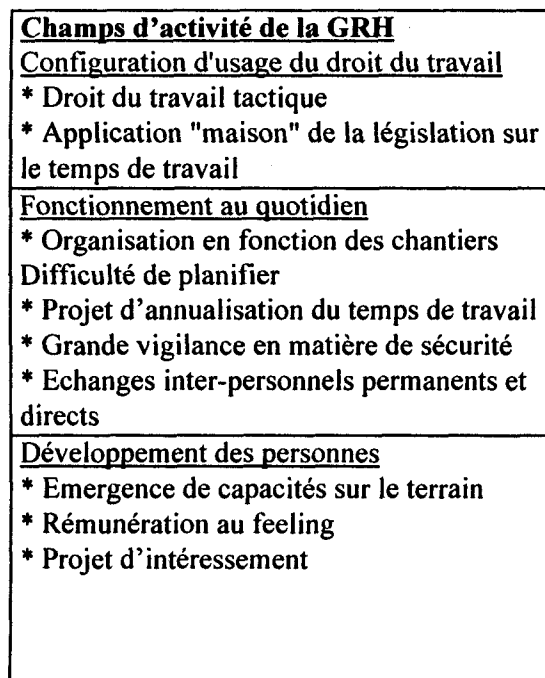 Champs d'activité de la GRH
Configuration d'usage du droit du travail
* Droit du travail tactique
* Application "maison" de la législation sur
le temps de travail
Fonctionnement au quotidien
* Organisation en fonction des chantiers
Difficulté de planifier
* Projet d'annualisation du temps de travail
* Grande vigilance en matière de sécurité
* Echanges inter-personnels permanents et
directs
Développement des personnes
* Emergence de capacités sur le terrain
* Rémunération au feeling
* Projet d'intéressement